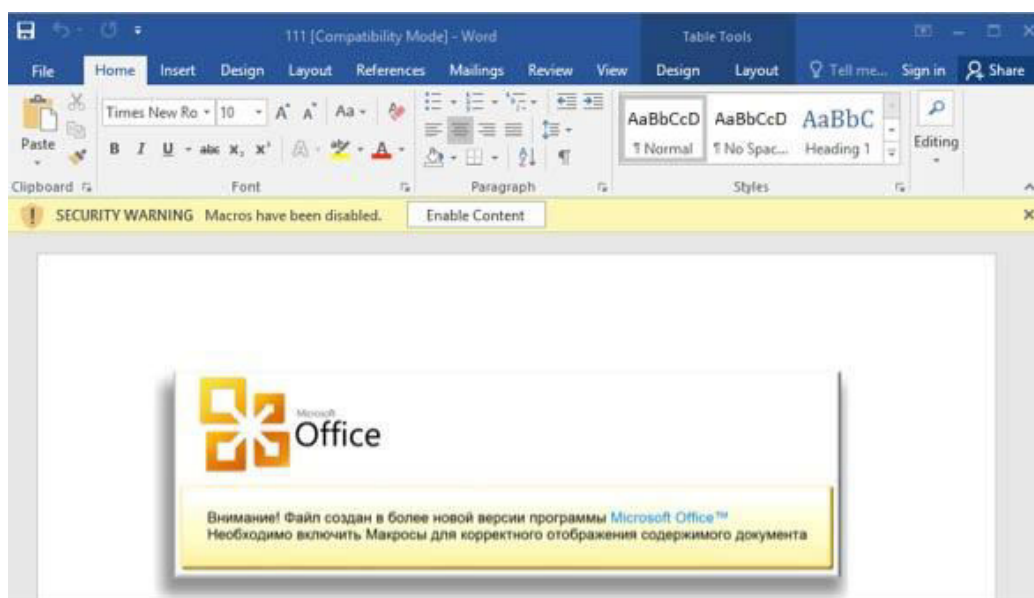 111 [Compatibility Mode] - Word Table Tools
File Home Insert Design Layout References Mailings Review View Design Layout Tell me... Sign in Share
Paste Times New Ro 10 A A Aa AaBbCcD AaBbCcD AaBbC Editing
B I U abc x, x² A A ¶ Normal ¶ No Spac... Heading 1
Clipboard Font Paragraph Styles
SECURITY WARNING Macros have been disabled. Enable Content
Microsoft
Office
Внимание! Файл создан в более новой версии программы Microsoft Office™
Необходимо включить Макросы для корректного отображения содержимого документа